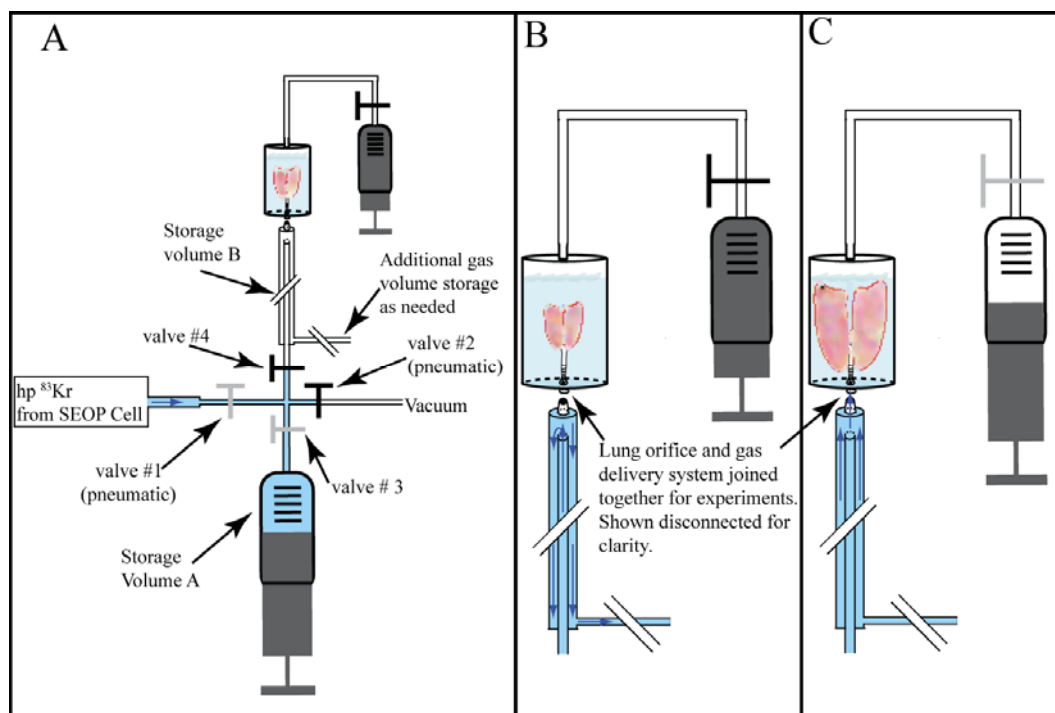 A
Storage
volume B
Additional gas
volume storage
as needed
valve #4
valve #2
(pneumatic)
hp ⁸³Kr
from SEOP Cell
Vacuum
valve #1
(pneumatic)
valve # 3
Storage
Volume A
B
Lung orifice and gas
delivery system joined
together for experiments.
Shown disconnected for
clarity.
C